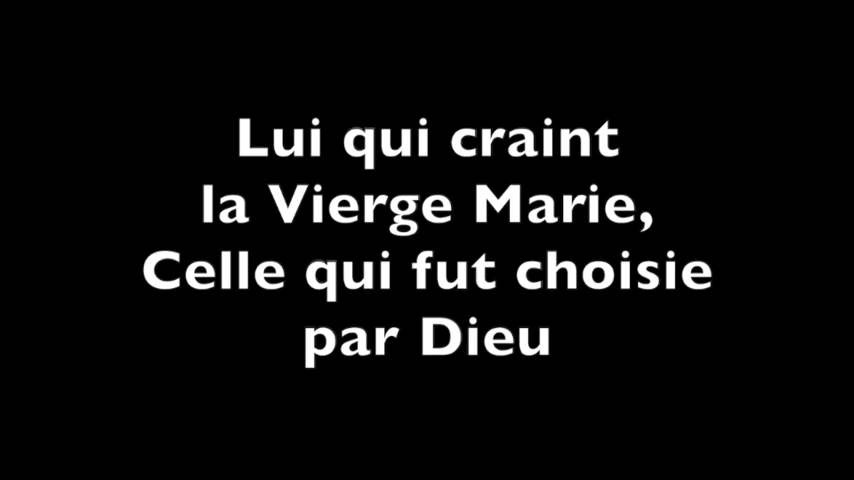 Lui qui craint
la Vierge Marie,
Celle qui fut choisie
par Dieu